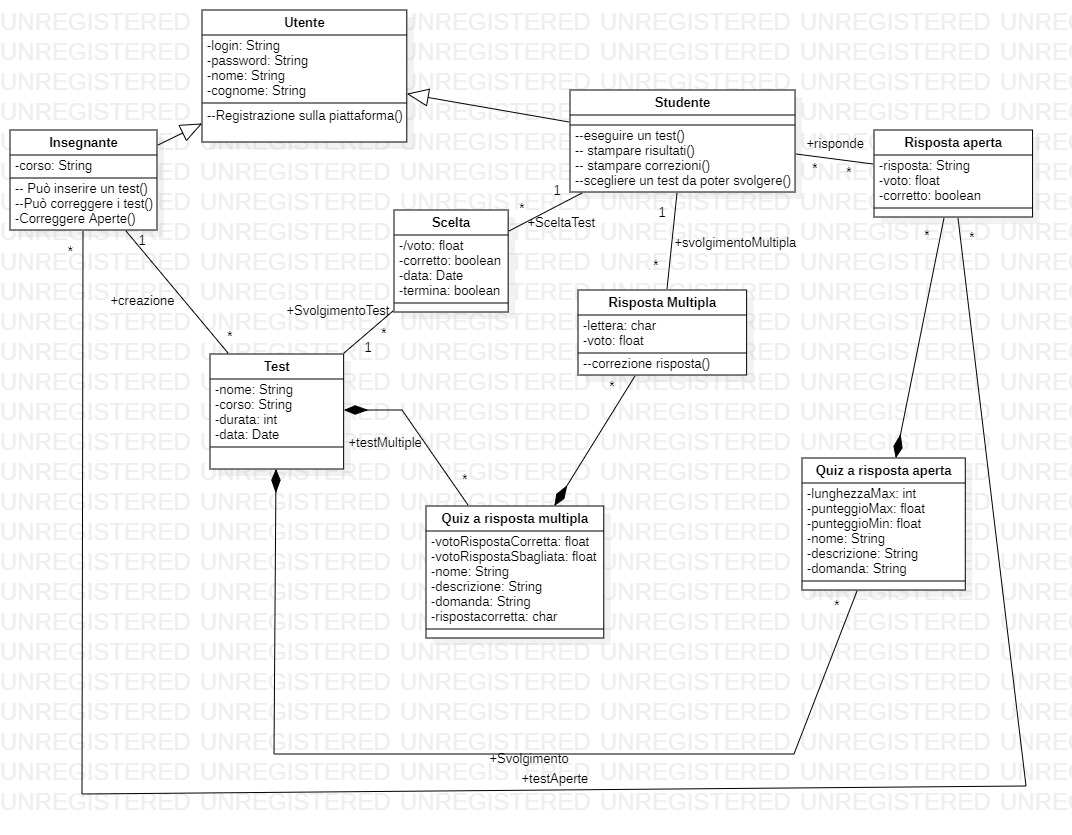 Utente
-login: String
-password: String
-nome: String
-cognome: String
--Registrazione sulla piattaforma()
Studente
--eseguire un test()
-- stampare risultati()
-- stampare correzioni()
--scegliere un test da poter svolgere()
Insegnante
-corso: String
-- Può inserire un test()
--Può correggere i test()
-Correggere Aperte()
Risposta aperta
-risposta: String
-voto: float
-corretto: boolean
+risponde
*
*
1
*
+SceltaTest
Scelta
-/voto: float
-corretto: boolean
-data: Date
-termina: boolean
1
+svolgimentoMultipla
*
*
1
+creazione
*
+SvolgimentoTest
*
1
*
*
Risposta Multipla
-lettera: char
-voto: float
--correzione risposta()
*
Test
-nome: String
-corso: String
-durata: int
-data: Date
+testMultiple
*
Quiz a risposta multipla
-votoRispostaCorretta: float
-votoRispostaSbagliata: float
-nome: String
-descrizione: String
-domanda: String
-rispostacorretta: char
Quiz a risposta aperta
-lunghezzaMax: int
-punteggioMax: float
-punteggioMin: float
-nome: String
-descrizione: String
-domanda: String
*
+Svolgimento
+testAperte
UNREGISTERED